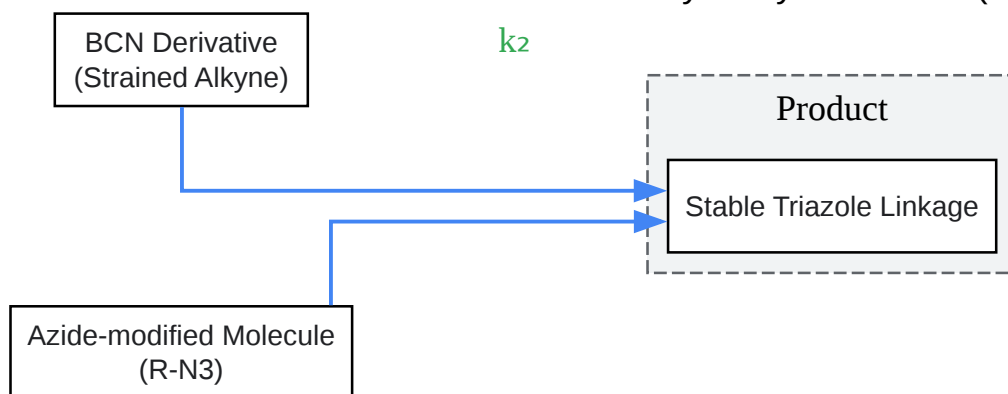 BCN Derivative
(Strained Alkyne)
k₂
Product
Stable Triazole Linkage
Azide-modified Molecule
(R-N3)